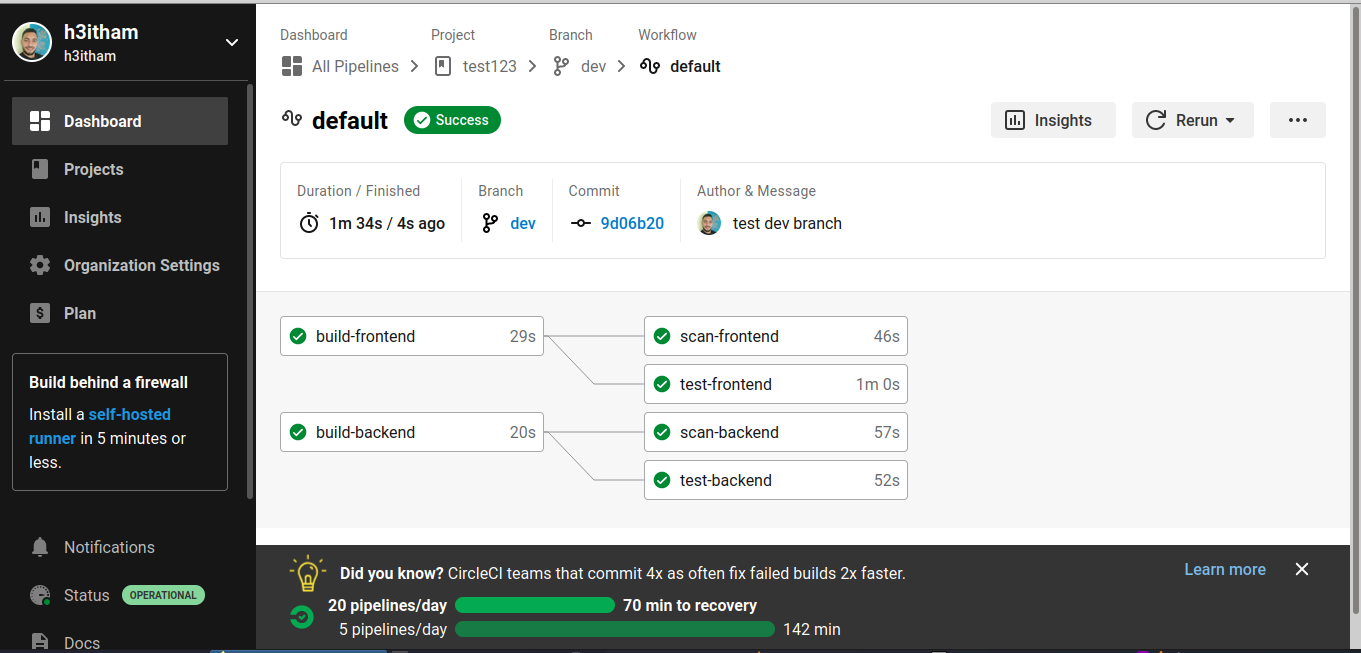 h3itham
h3itham
Dashboard
Projects
Insights
Organization Settings
$ Plan
Build behind a firewall
Install a self-hosted
runner in 5 minutes or
less.
Notifications
Status OPERATIONAL
Docs
Dashboard Project Branch Workflow
All Pipelines test123 dev default
default Success Insights Rerun
Duration / Finished Branch Commit Author & Message
1m 34s / 4s ago dev 9d06b20 test dev branch
build-frontend 29s scan-frontend 46s
test-frontend 1m 0s
build-backend 20s scan-backend 57s
test-backend 52s
Did you know? CircleCI teams that commit 4x as often fix failed builds 2x faster. Learn more
20 pipelines/day 70 min to recovery
5 pipelines/day 142 min